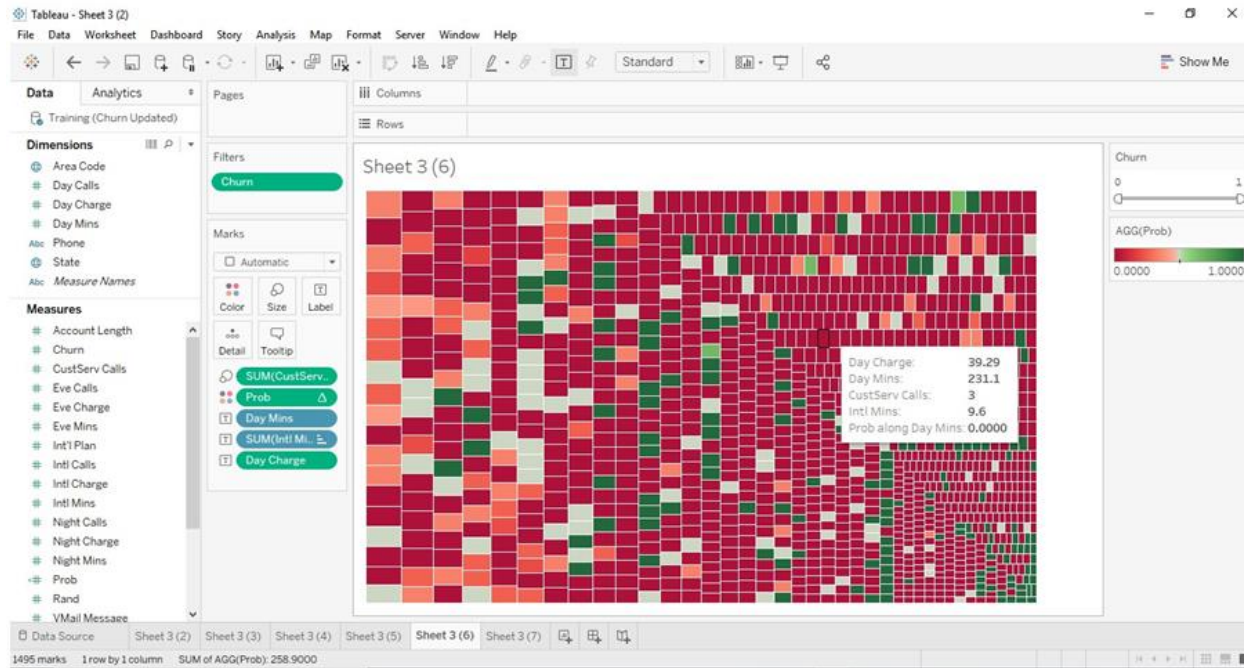 Tableau - Sheet 3 (2)
File Data Worksheet Dashboard Story Analysis Map Format Server Window Help
Standard
Show Me
Data Analytics
Training (Churn Updated)
Dimensions
Area Code
# Day Calls
# Day Charge
# Day Mins
Abc Phone
State
Abc Measure Names
Measures
# Account Length
# Churn
# CustServ Calls
# Eve Calls
# Eve Charge
# Eve Mins
# Int'l Plan
# Intl Calls
# Intl Charge
# Intl Mins
# Night Calls
# Night Charge
# Night Mins
# Prob
# Rand
# VMail Message
Pages
Filters
Churn
Marks
Automatic
Color Size Label
Detail Tooltip
SUM(CustServ..
Prob Δ
Day Mins
SUM(Intl Mi..
Day Charge
Columns
Rows
Sheet 3 (6)
Day Charge: 39.29
Day Mins: 231.1
CustServ Calls: 3
Intl Mins: 9.6
Prob along Day Mins: 0.0000
Churn
0 1
AGG(Prob)
0.0000 1.0000
Data Source Sheet 3 (2) Sheet 3 (3) Sheet 3 (4) Sheet 3 (5) Sheet 3 (6) Sheet 3 (7)
1495 marks 1 row by 1 column SUM of AGG(Prob): 258.9000